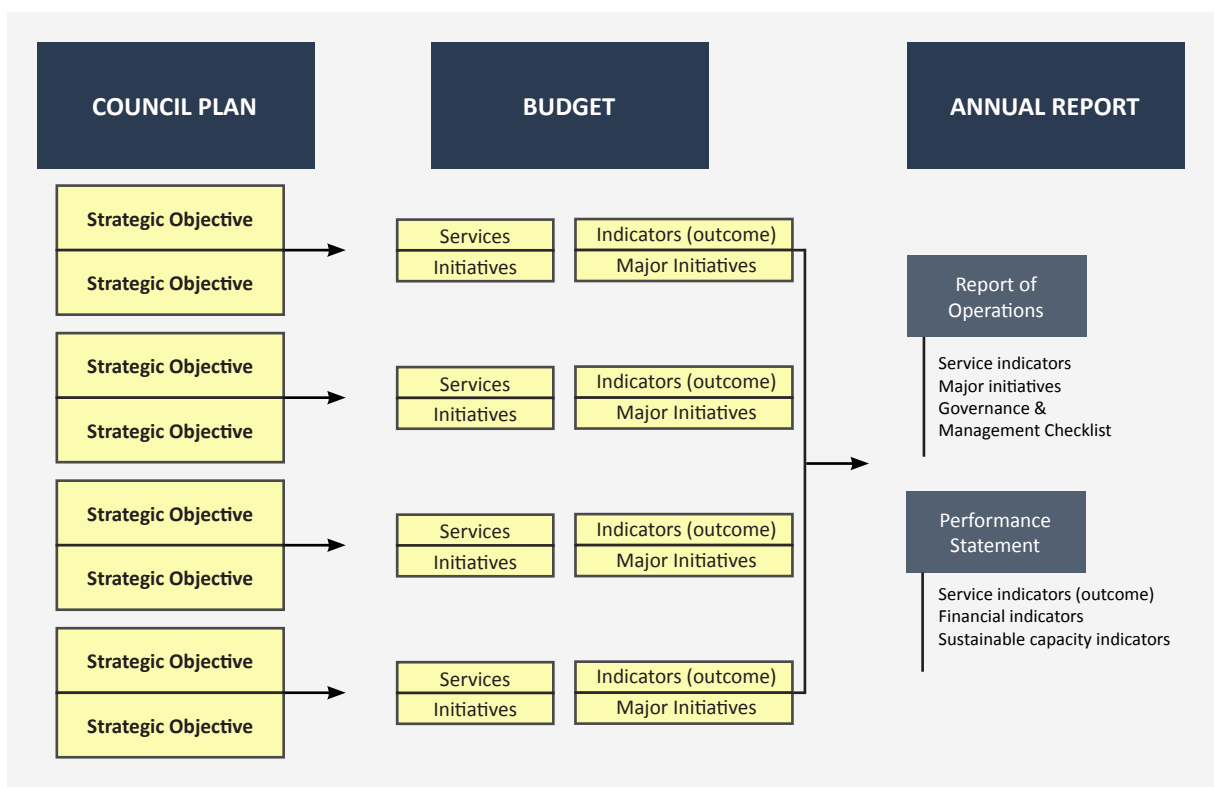 COUNCIL PLAN
BUDGET
ANNUAL REPORT
Strategic Objective
Strategic Objective
Services
Initiatives
Indicators (outcome)
Major Initiatives
Strategic Objective
Strategic Objective
Services
Initiatives
Indicators (outcome)
Major Initiatives
Strategic Objective
Strategic Objective
Services
Initiatives
Indicators (outcome)
Major Initiatives
Strategic Objective
Strategic Objective
Services
Initiatives
Indicators (outcome)
Major Initiatives
Report of
Operations
Service indicators
Major initiatives
Governance &
Management Checklist
Performance
Statement
Service indicators (outcome)
Financial indicators
Sustainable capacity indicators